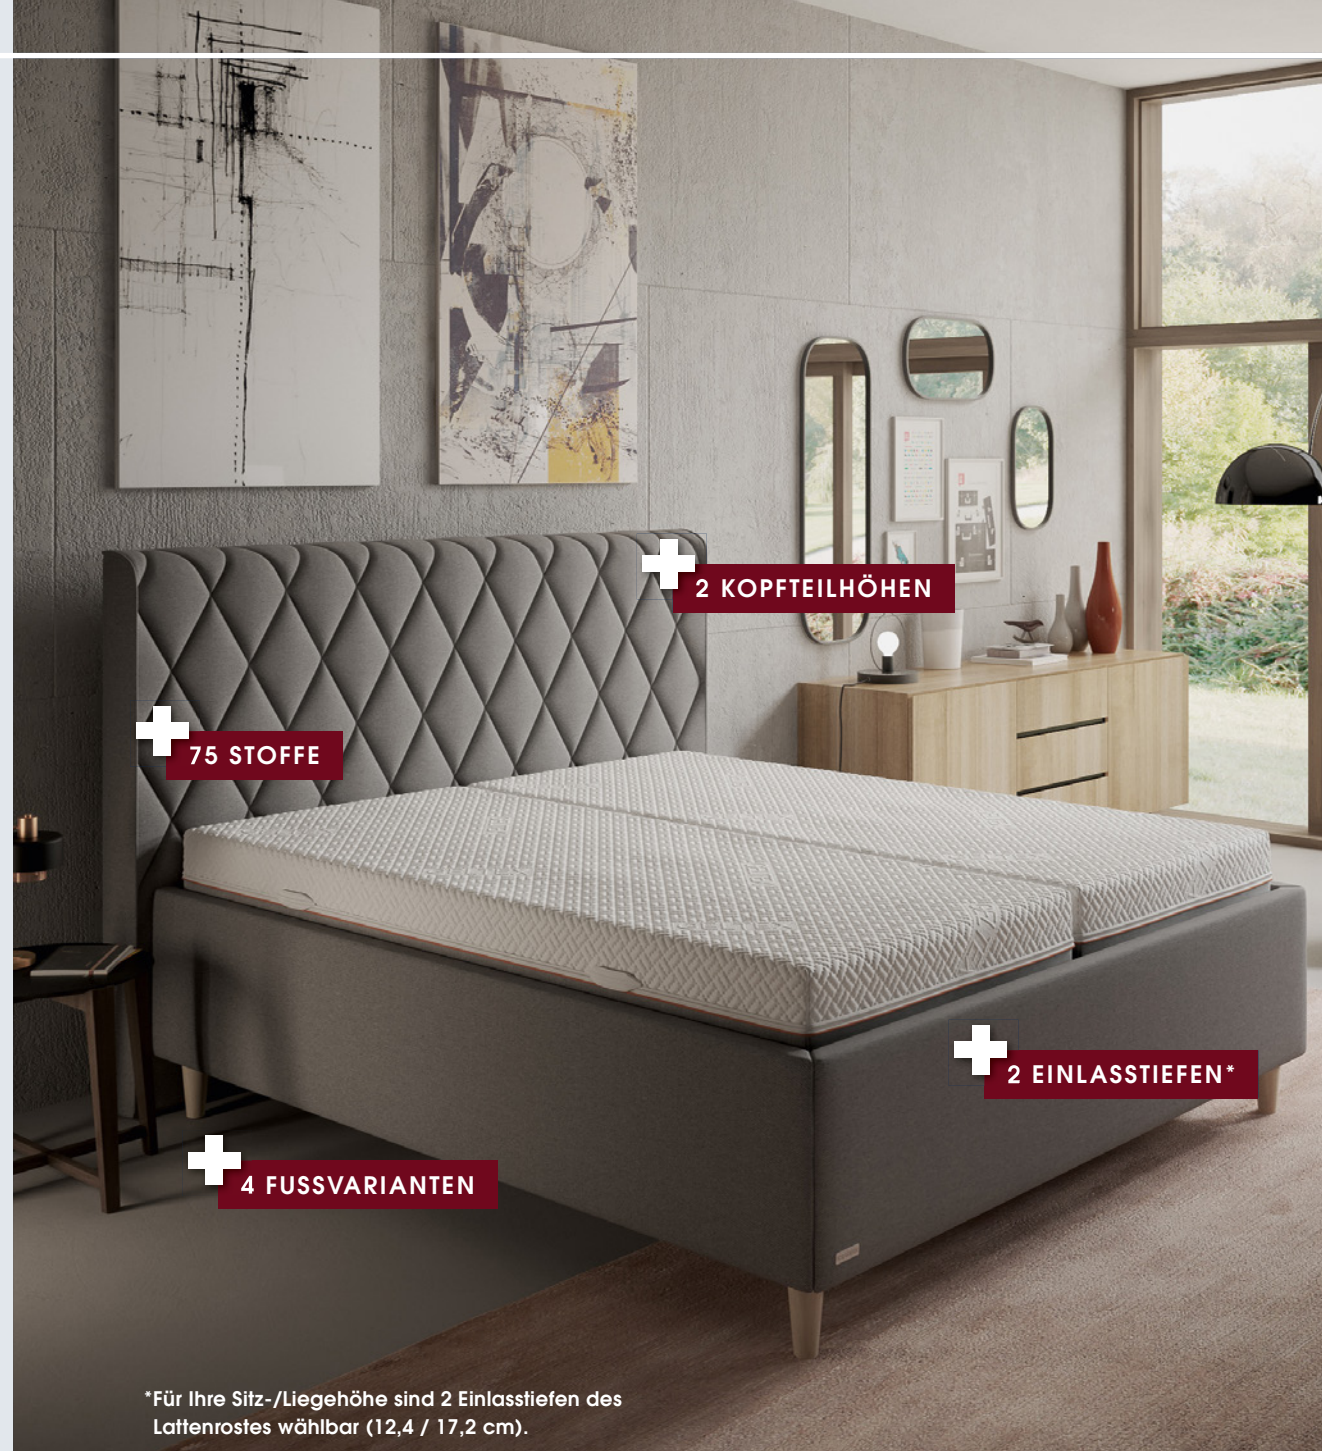 2 KOPFTEILHÖHEN
75 STOFFE
2 EINLASSTIEFEN*
4 FUSSVARIANTEN
*Für Ihre Sitz-/Liegehöhe sind 2 Einlasstiefen des
Lattenrostes wählbar (12,4 / 17,2 cm).